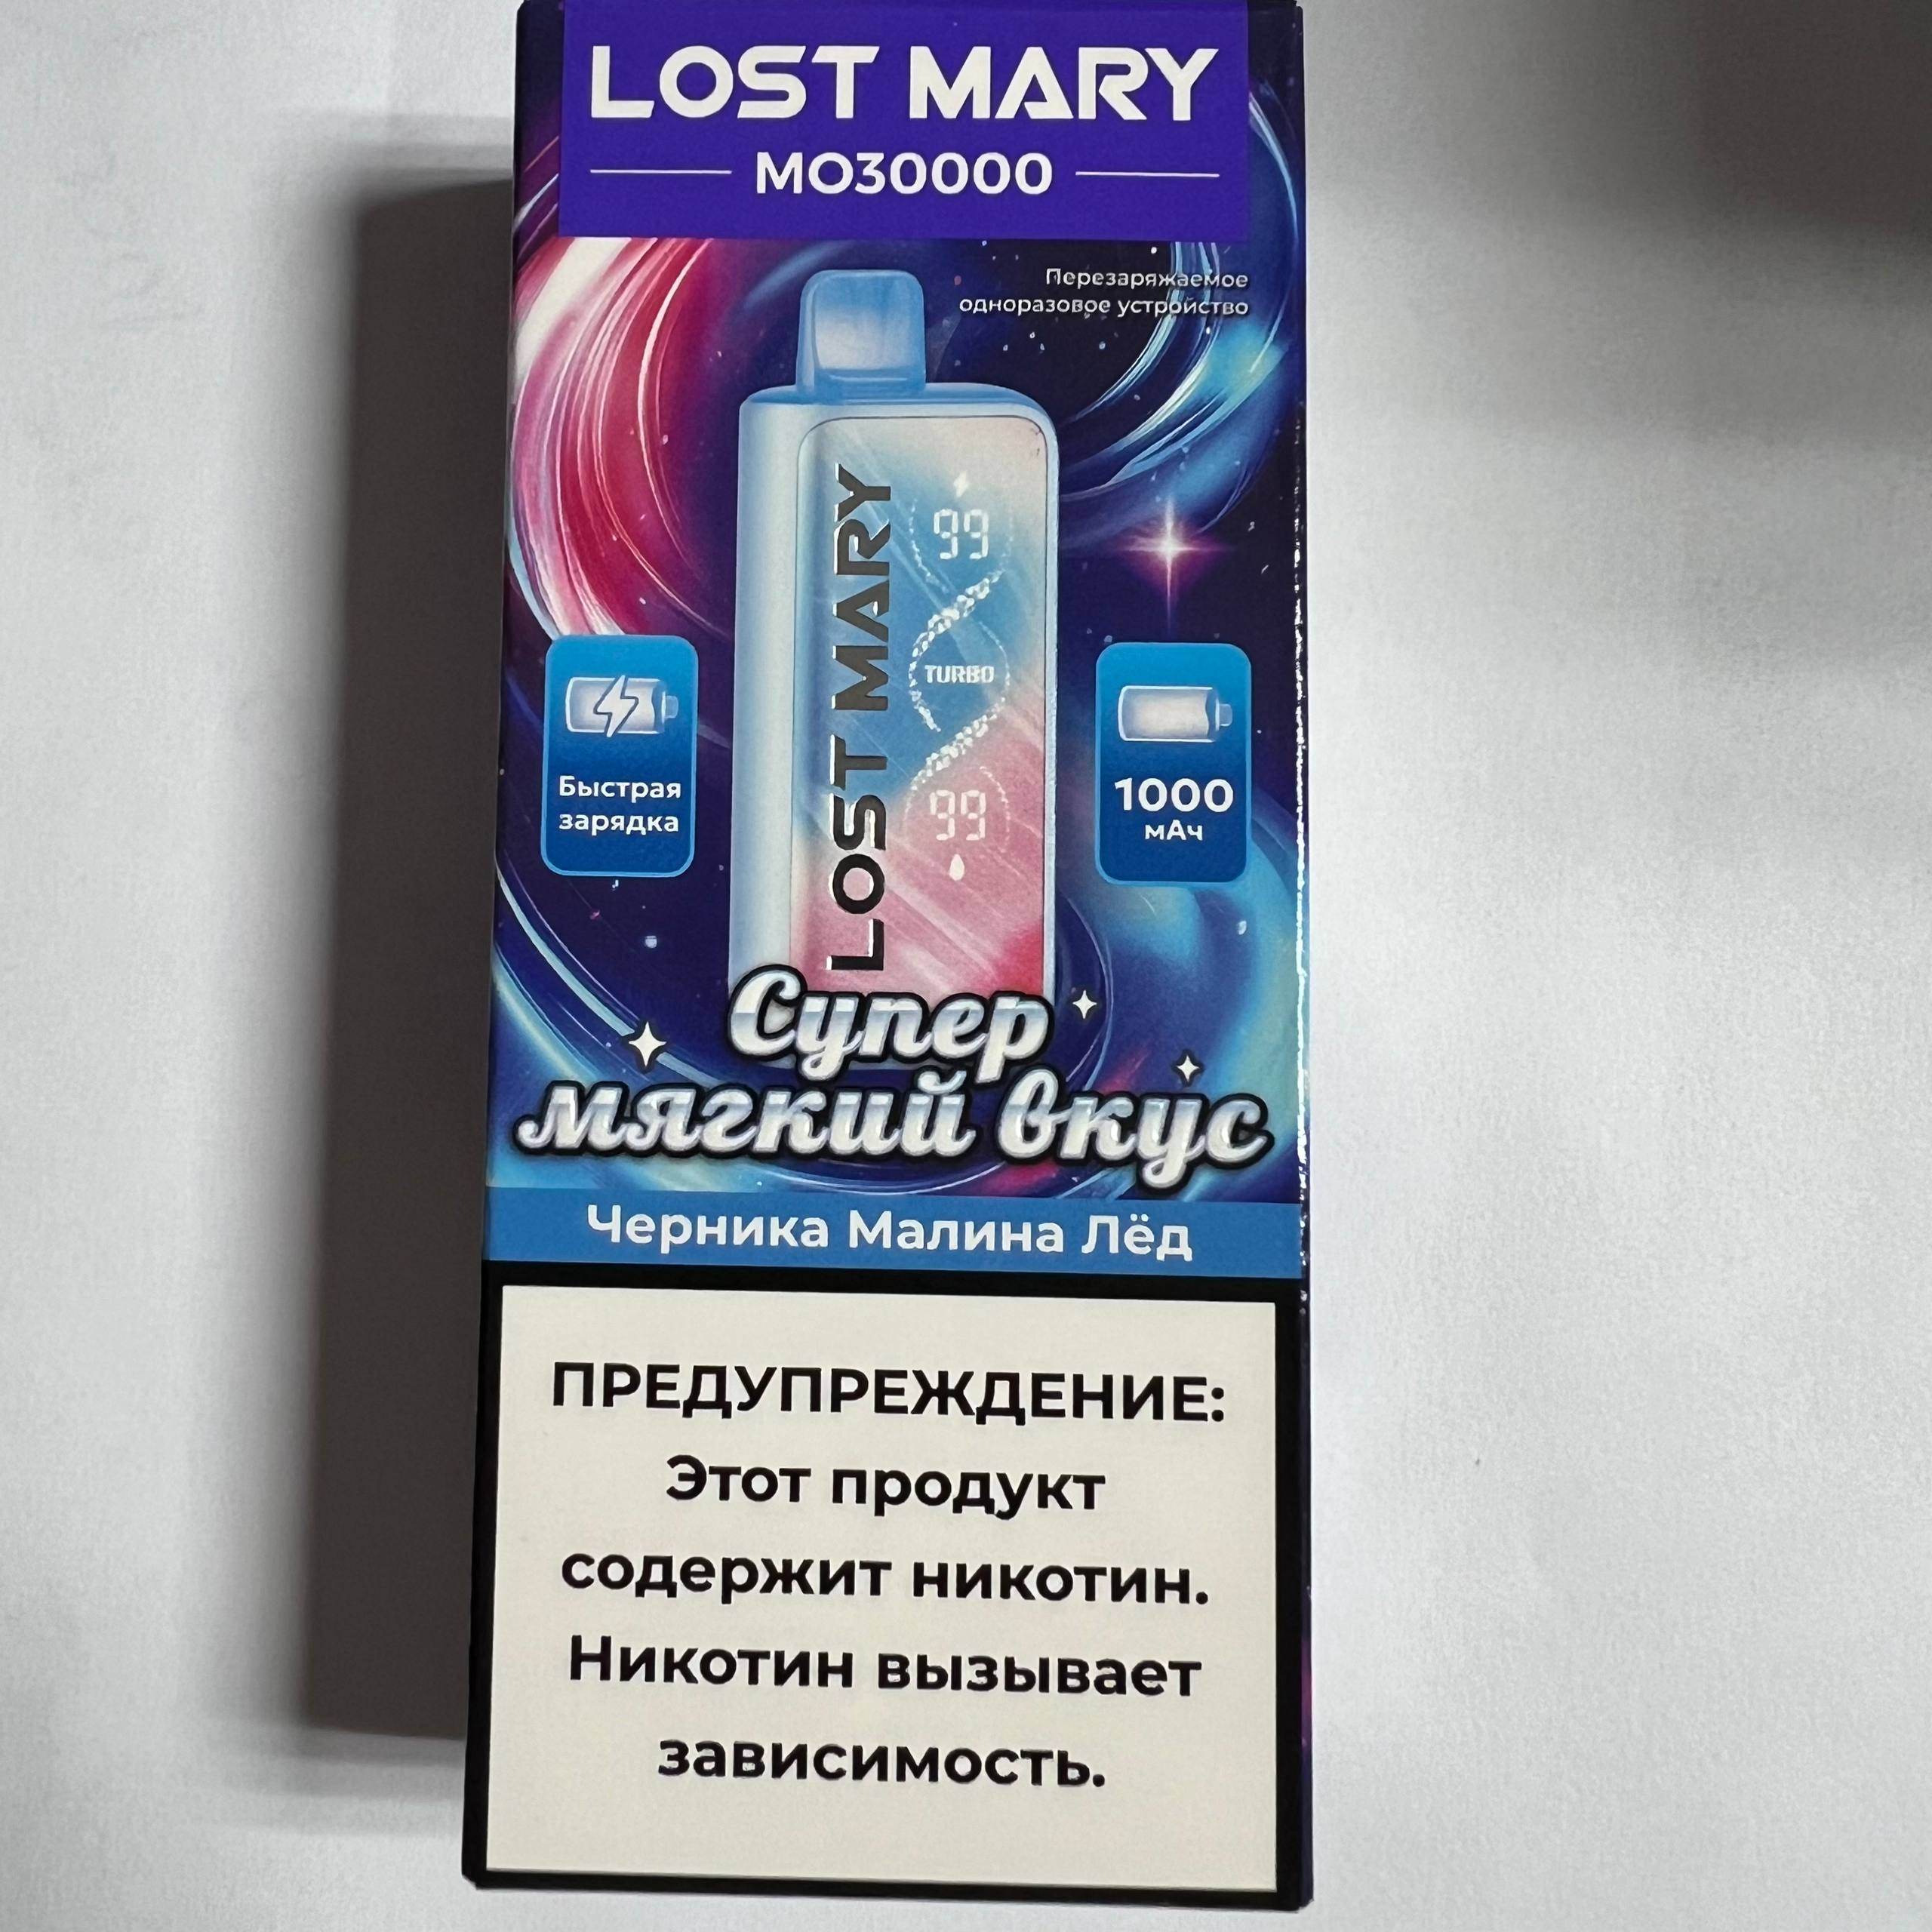 LOST MARY
MO30000
Перезаряжаемое
одноразовое устройство
LOST MARY
99
TURBO
99
Быстрая
зарядка
1000
мАч
Супер
мягкий вкус
Черника Малина Лёд
ПРЕДУПРЕЖДЕНИЕ:
Этот продукт
содержит никотин.
Никотин вызывает
зависимость.